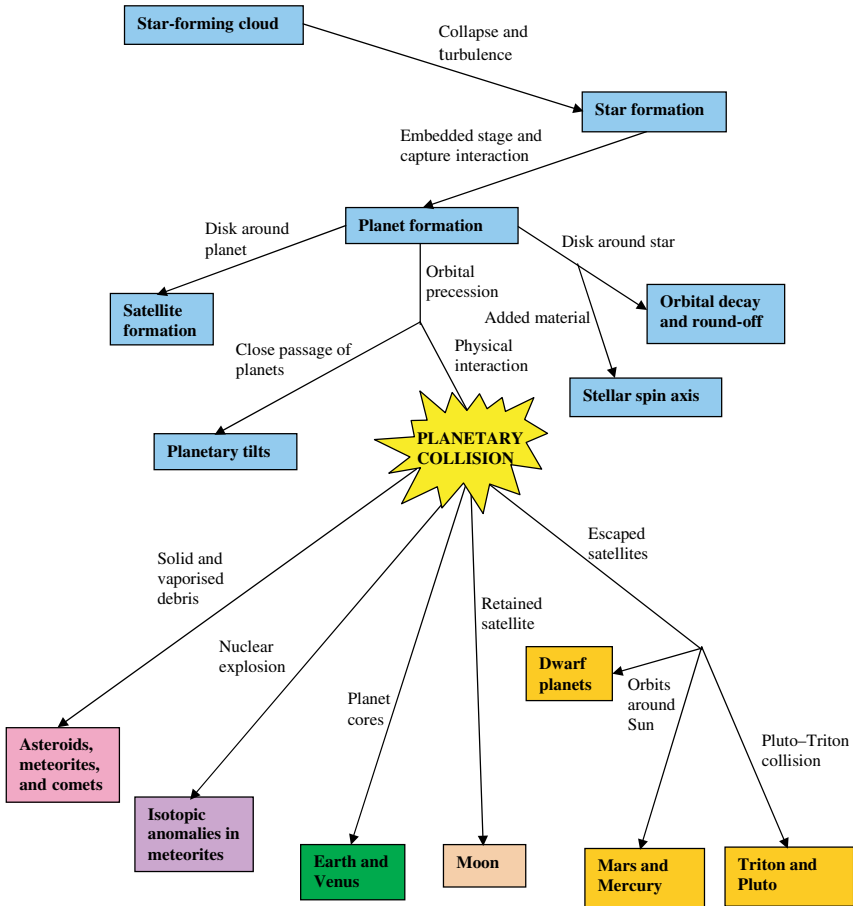 Star-forming cloud
Collapse and
turbulence
Star formation
Embedded stage and
capture interaction
Planet formation
Disk around
planet
Disk around star
Orbital
precession
Satellite
formation
Orbital decay
and round-off
Added material
Close passage of
planets
Physical
interaction
Stellar spin axis
Planetary tilts
PLANETARY
COLLISION
Solid and
vaporised
debris
Nuclear
explosion
Planet
cores
Retained
satellite
Escaped
satellites
Dwarf
planets
Orbits
around
Sun
Pluto–Triton
collision
Asteroids,
meteorites,
and comets
Isotopic
anomalies in
meteorites
Earth and
Venus
Moon
Mars and
Mercury
Triton and
Pluto